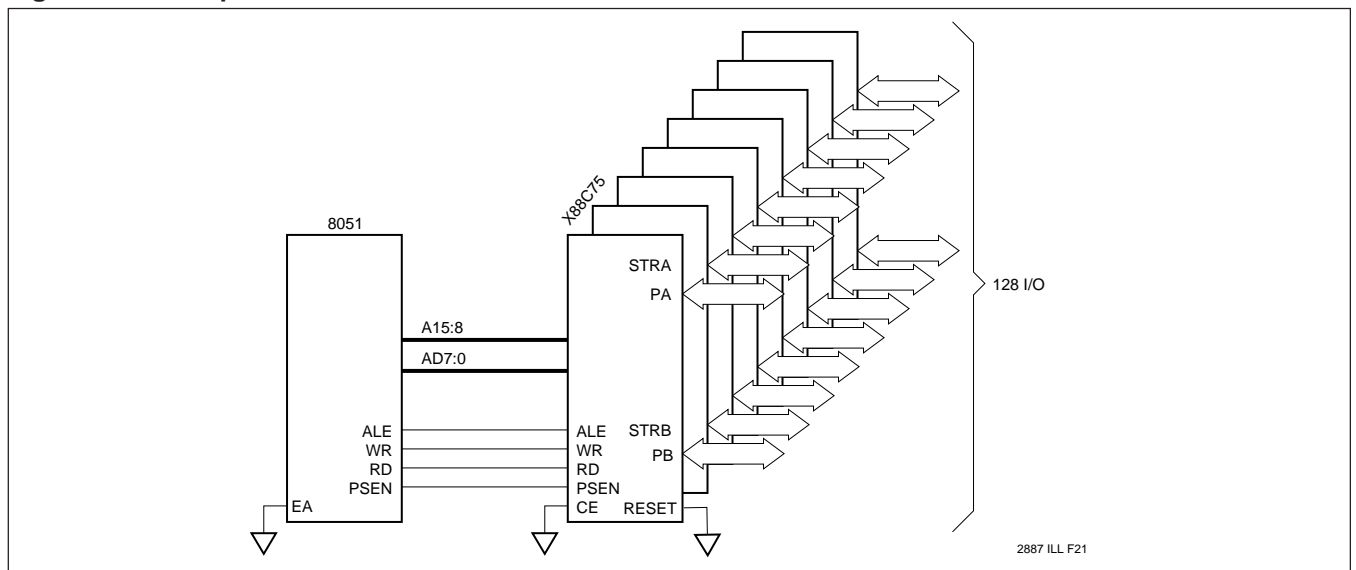 X88C75
8051
STRA
PA
128 I/O
A15:8
AD7:0
ALE
WR
RD
PSEN
EA
ALE
WR
RD
PSEN
CE
STRB
PB
RESET
2887 ILL F21